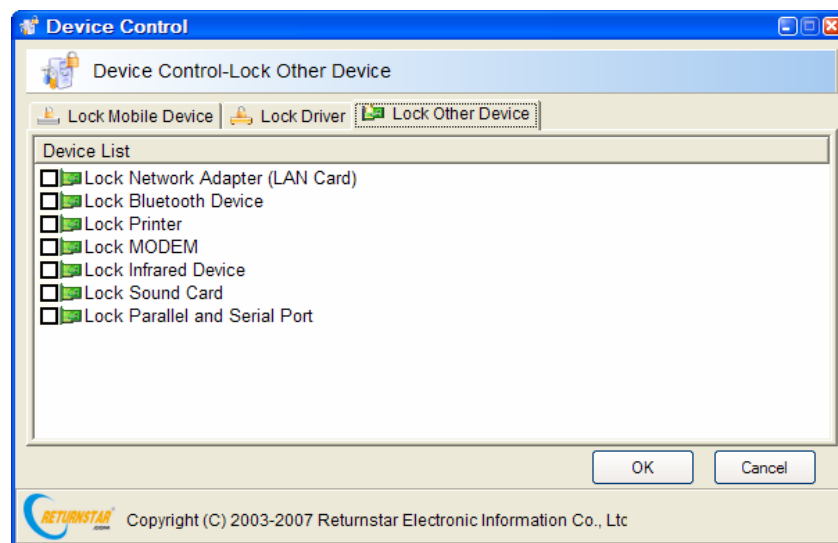 Device Control
Device Control-Lock Other Device
Lock Mobile Device Lock Driver Lock Other Device
Device List
Lock Network Adapter (LAN Card)
Lock Bluetooth Device
Lock Printer
Lock MODEM
Lock Infrared Device
Lock Sound Card
Lock Parallel and Serial Port
OK Cancel
RETURNSTAR .COM Copyright (C) 2003-2007 Returnstar Electronic Information Co., Ltc